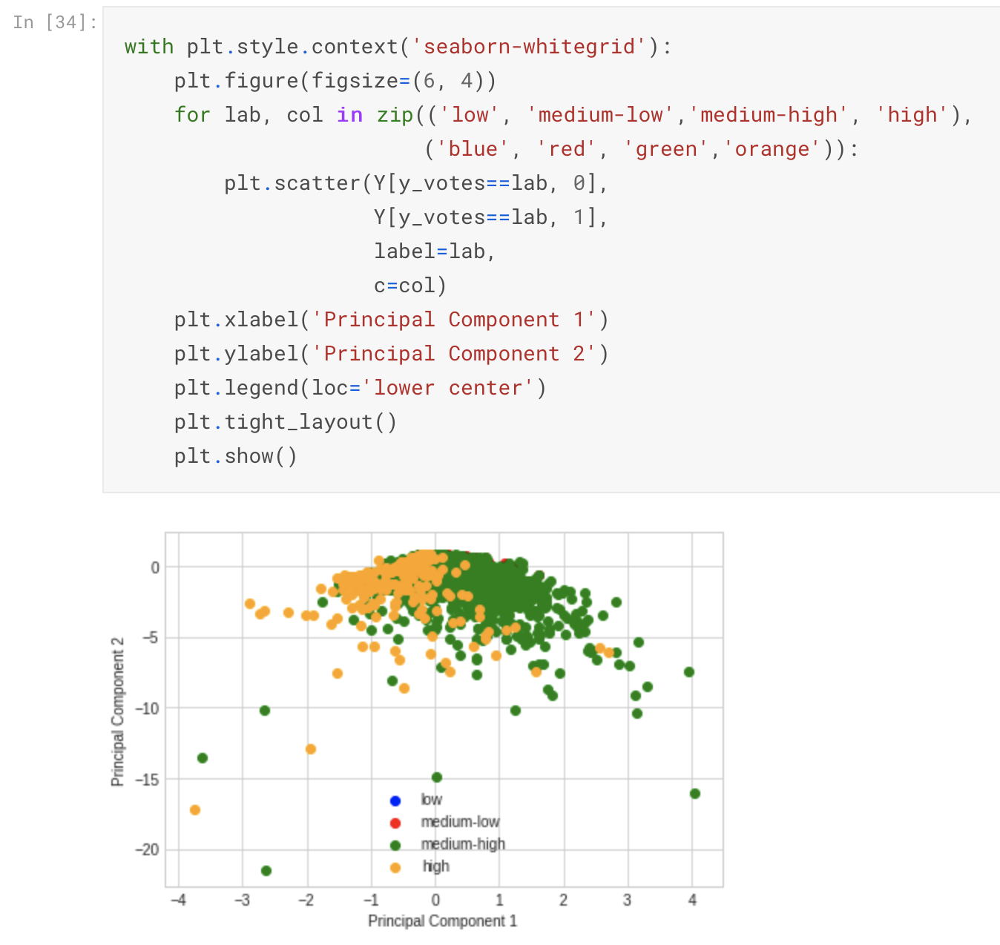 In [34]:
with plt.style.context('seaborn-whitegrid'):
    plt.figure(figsize=(6, 4))
    for lab, col in zip(('low', 'medium-low','medium-high', 'high'),
                        ('blue', 'red', 'green','orange')):
        plt.scatter(Y[y_votes==lab, 0],
                    Y[y_votes==lab, 1],
                    label=lab,
                    c=col)
    plt.xlabel('Principal Component 1')
    plt.ylabel('Principal Component 2')
    plt.legend(loc='lower center')
    plt.tight_layout()
    plt.show()
0
−5
−10
−15
−20
Principal Component 2
low
medium-low
medium-high
high
−4 −3 −2 −1 0 1 2 3 4
Principal Component 1